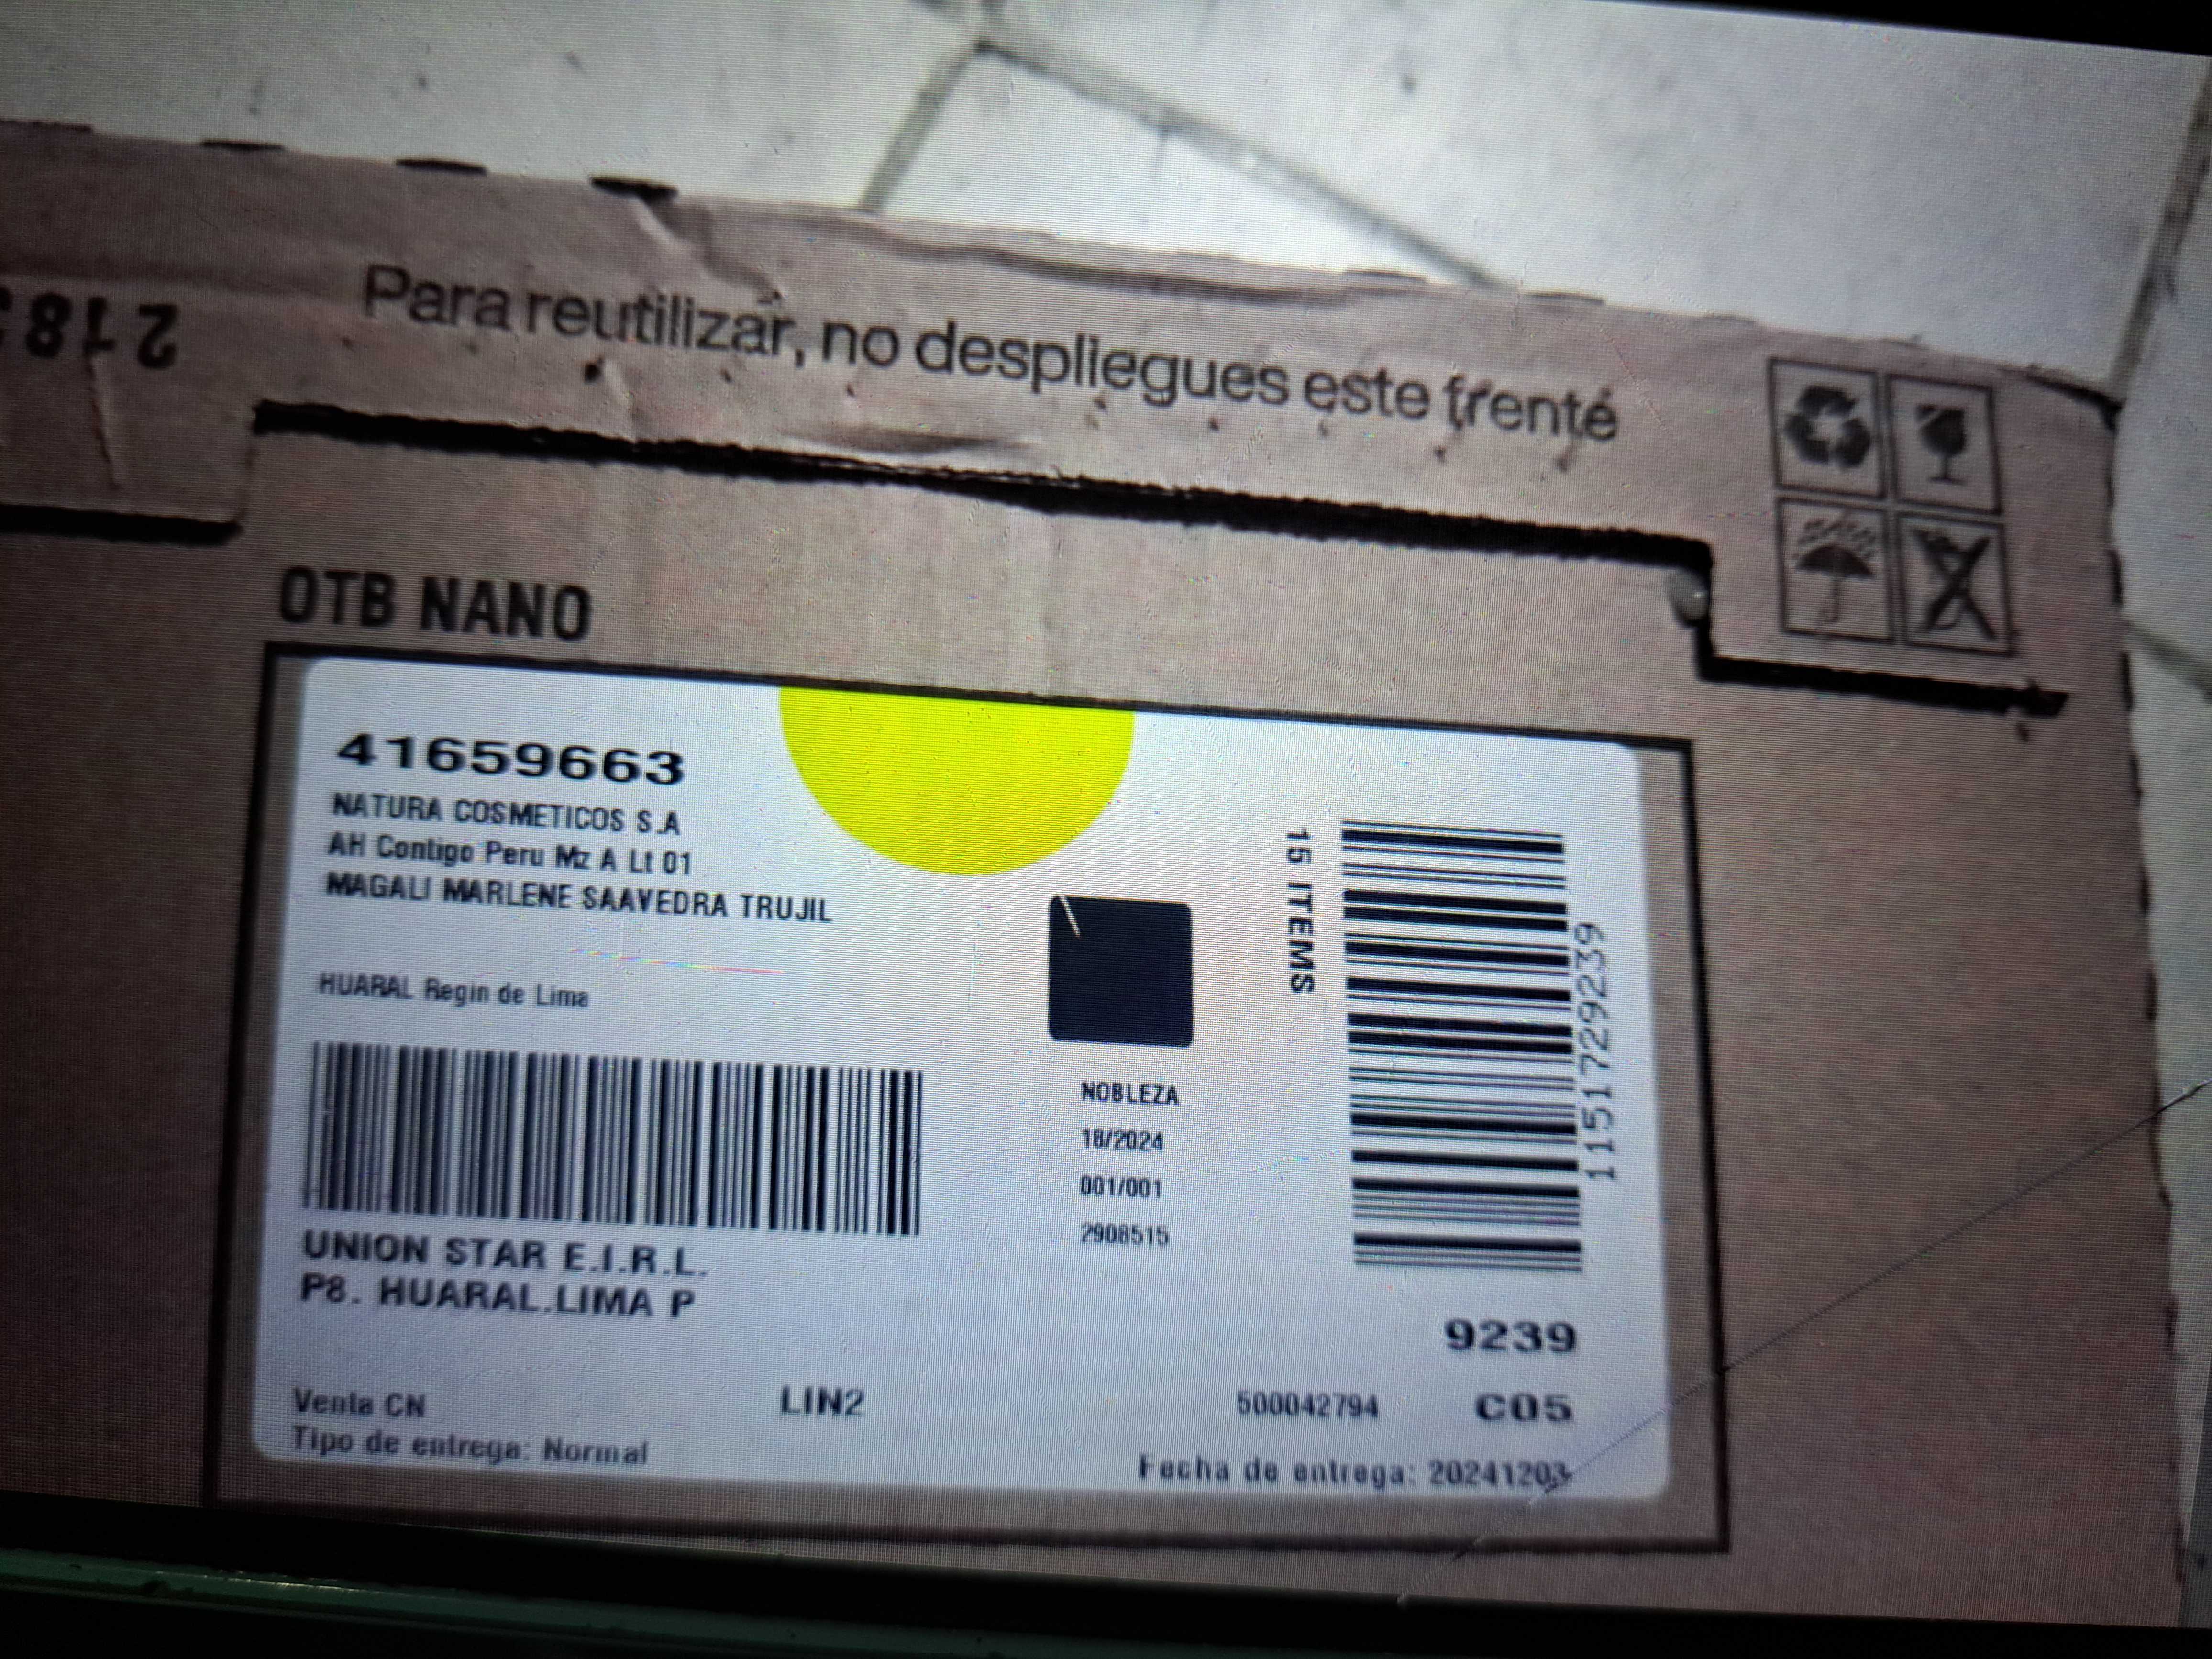 Para reutilizar, no despliegues este frente
218
OTB NANO
41659663
NATURA COSMETICOS S.A
AH Contigo Peru Mz A Lt 01
MAGALI MARLENE SAAVEDRA TRUJIL
HUARAL Regin de Lima
15 ITEMS
1151729239
239
NOBLEZA
18/2024
001/001
2908515
UNION STAR E.I.R.L.
P8. HUARAL.LIMA P
9239
Venta CN
LIN2
500042794
C05
Tipo de entrega: Normal
Fecha de entrega: 20241203